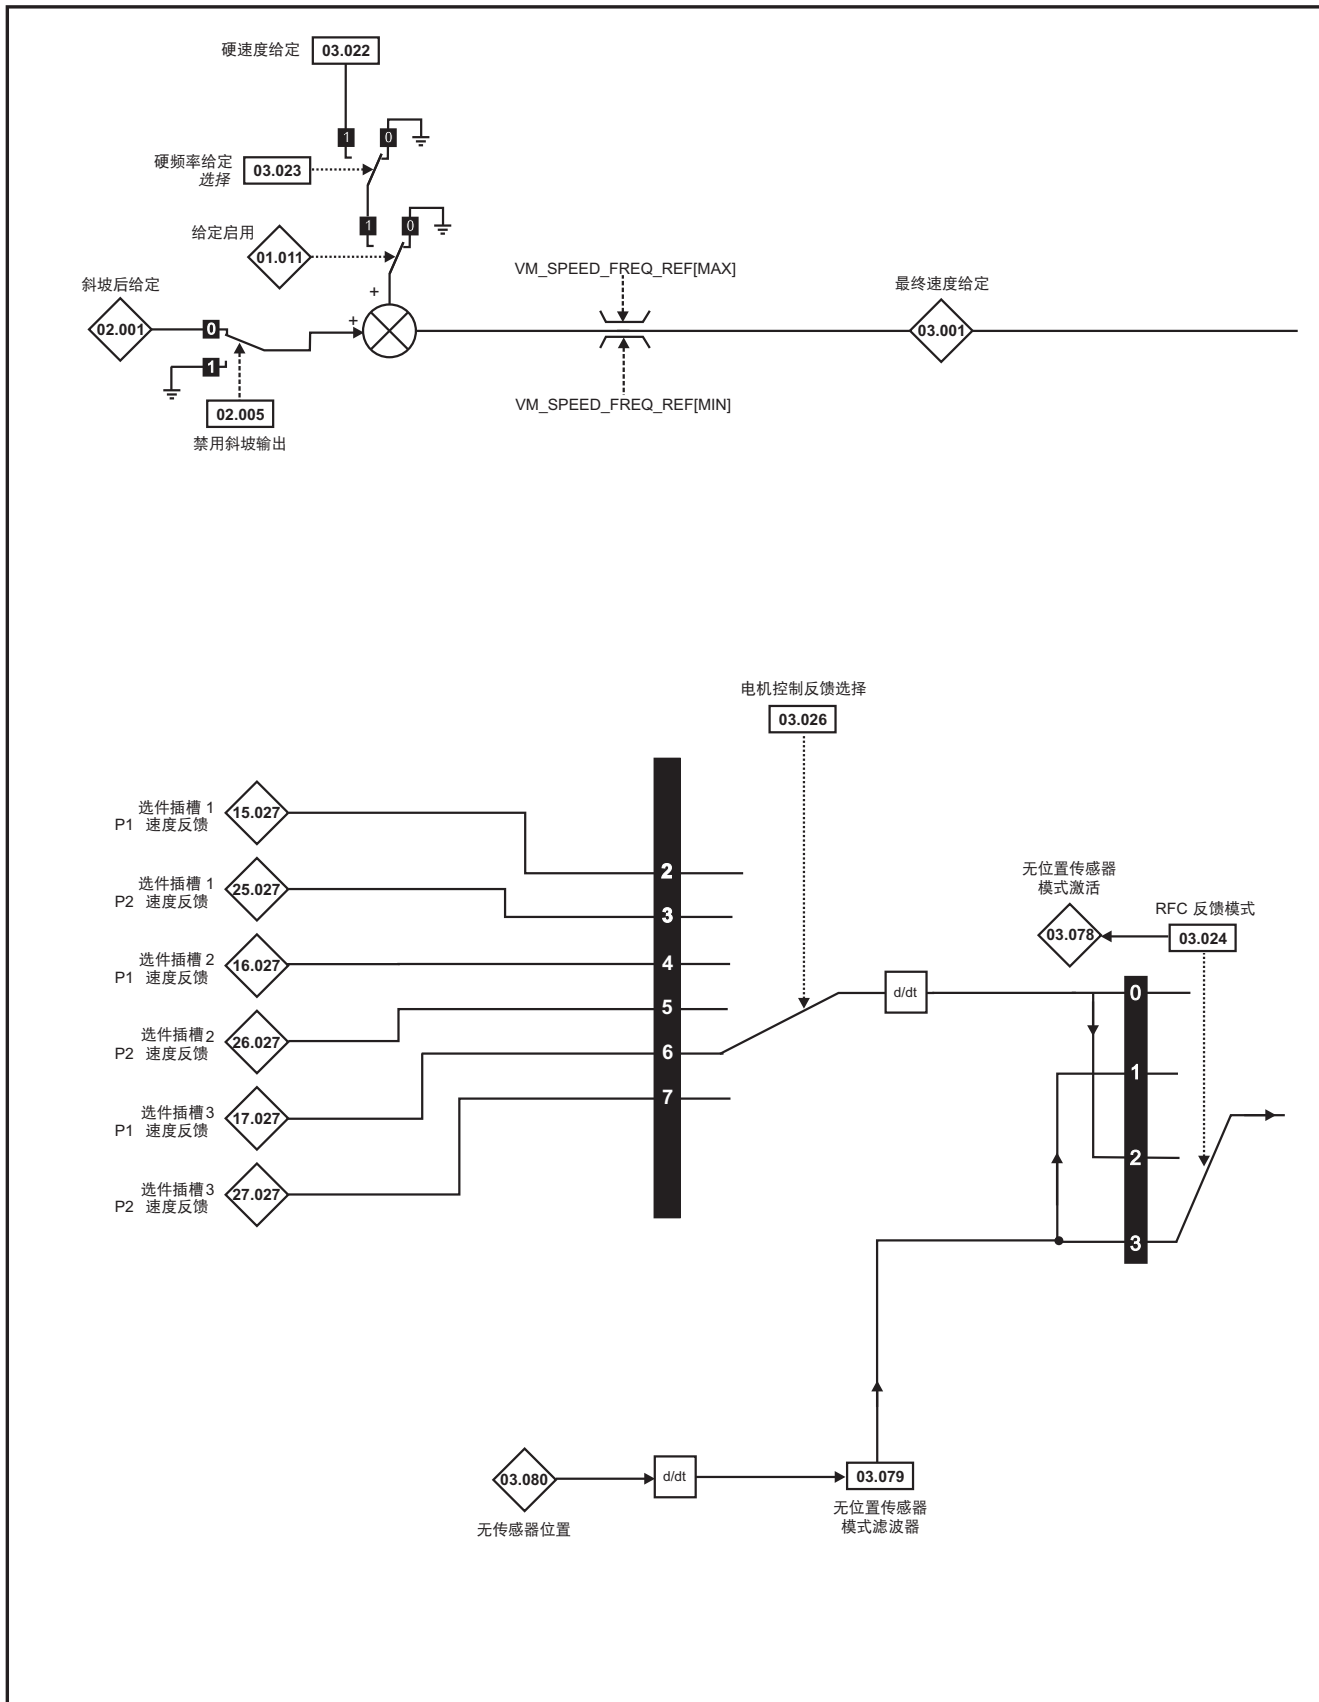 硬速度给定 03.022
1 0
硬频率给定
选择
03.023
1 0
给定启用
01.011
斜坡后给定
02.001
+
+
0
1
02.005
禁用斜坡输出
VM_SPEED_FREQ_REF[MAX]
VM_SPEED_FREQ_REF[MIN]
最终速度给定
03.001
电机控制反馈选择
03.026
选件插槽 1
P1 速度反馈
15.027
选件插槽 1
P2 速度反馈
25.027
选件插槽 2
P1 速度反馈
16.027
选件插槽 2
P2 速度反馈
26.027
选件插槽 3
P1 速度反馈
17.027
选件插槽 3
P2 速度反馈
27.027
2
3
4
5
6
7
d/dt
无位置传感器
模式激活
03.078
RFC 反馈模式
03.024
0
1
2
3
03.080
无传感器位置
d/dt
03.079
无位置传感器
模式滤波器